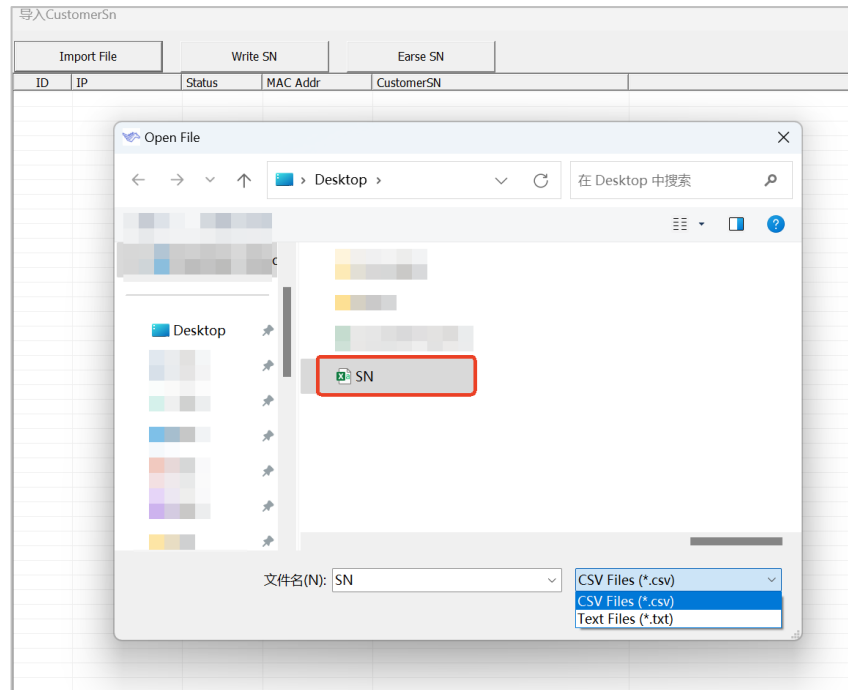 导入CustomerSn
Import File
Write SN
Earse SN
ID
IP
Status
MAC Addr
CustomerSN
Open File
Desktop
在 Desktop 中搜索
Desktop
SN
文件名(N):
SN
CSV Files (*.csv)
CSV Files (*.csv)
Text Files (*.txt)